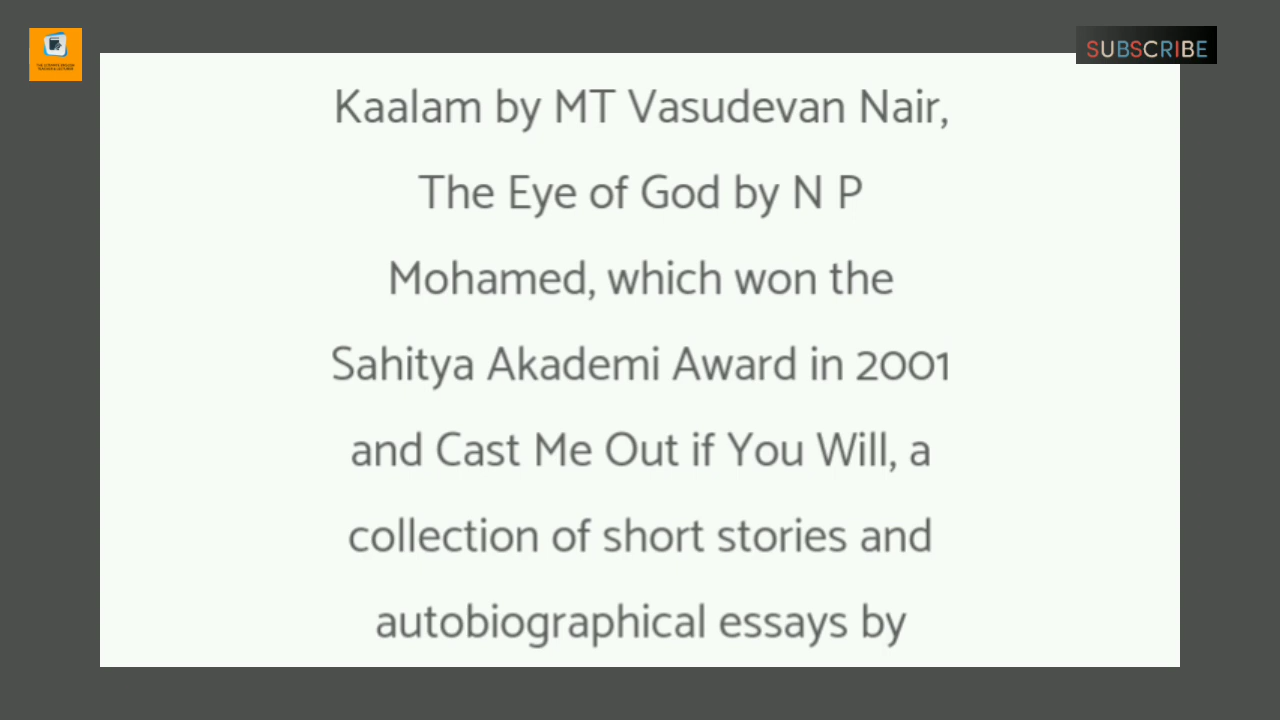 SUBSCRIBE
Kaalam by MT Vasudevan Nair,
The Eye of God by N P
Mohamed, which won the
Sahitya Akademi Award in 2001
and Cast Me Out if You Will, a
collection of short stories and
autobiographical essays by